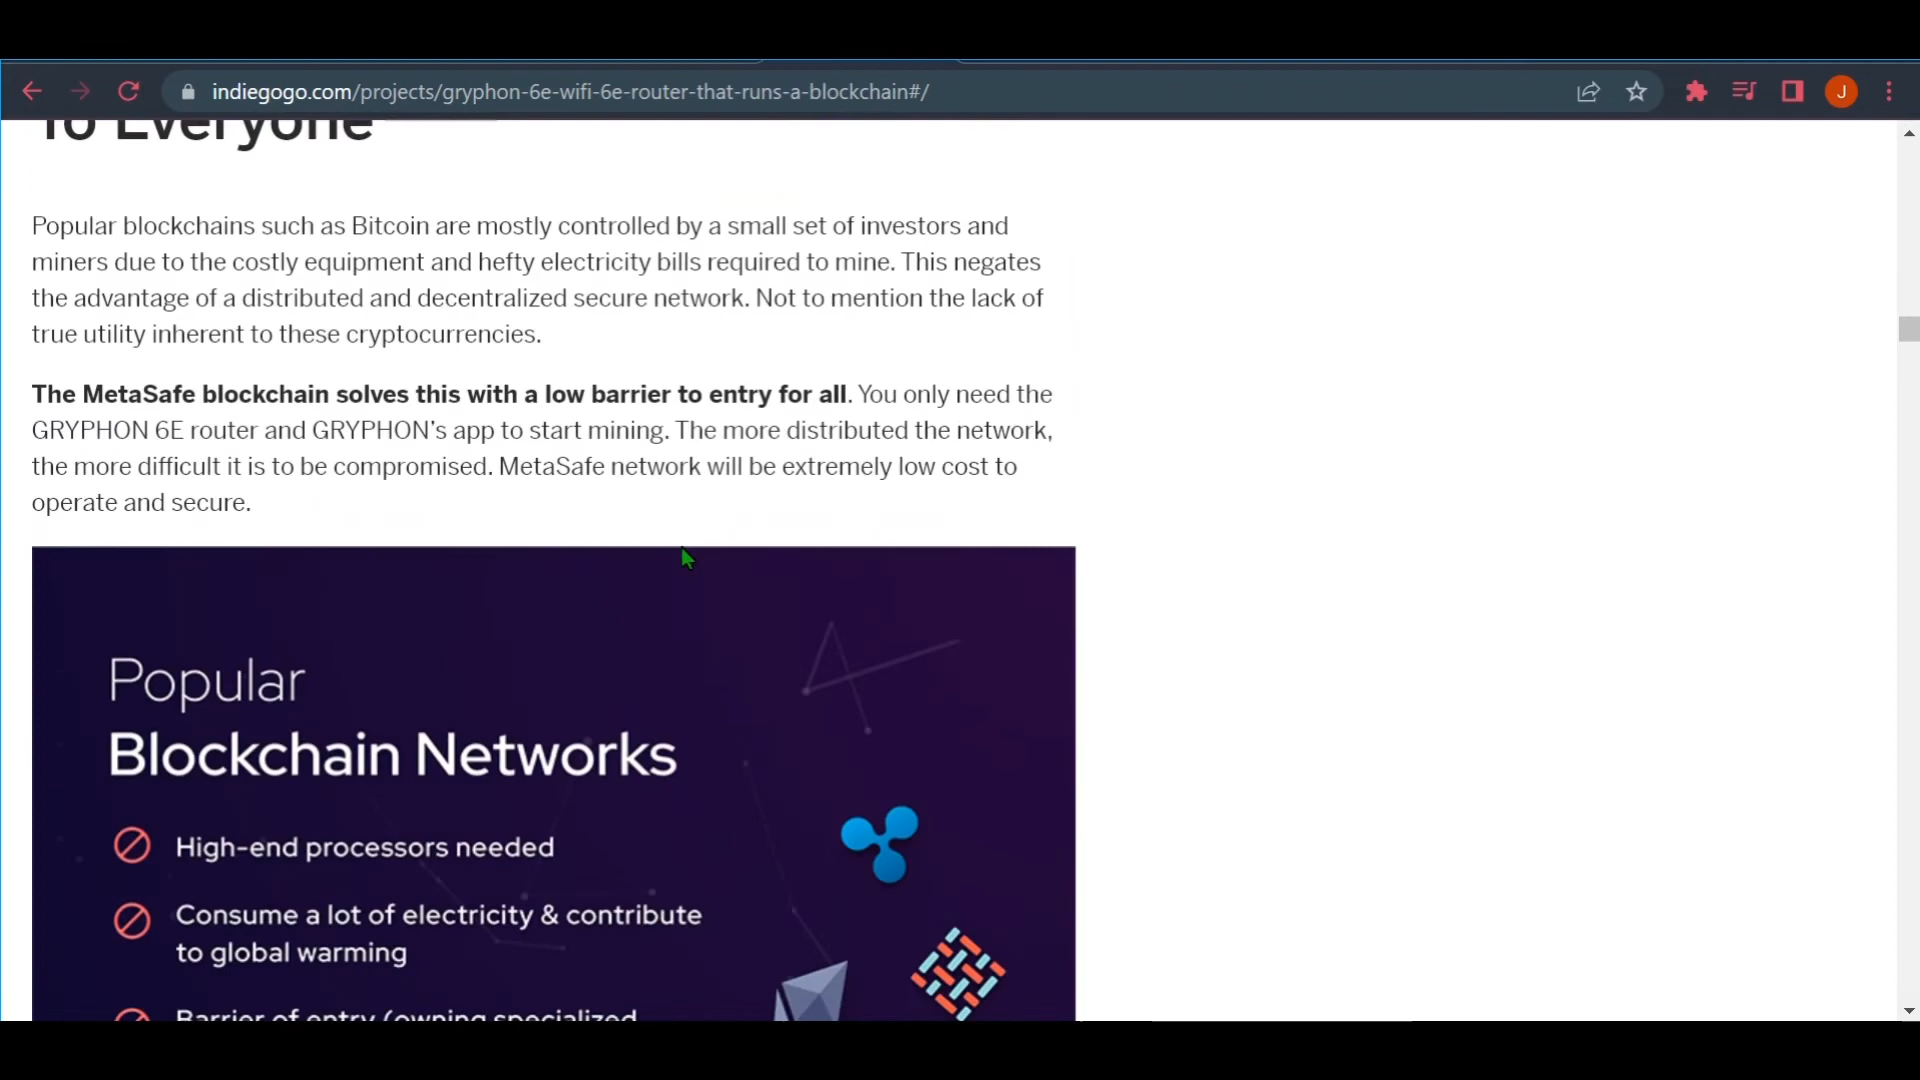 indiegogo.com/projects/gryphon-6e-wifi-6e-router-that-runs-a-blockchain#/
J
To Everyone
Popular blockchains such as Bitcoin are mostly controlled by a small set of investors and
miners due to the costly equipment and hefty electricity bills required to mine. This negates
the advantage of a distributed and decentralized secure network. Not to mention the lack of
true utility inherent to these cryptocurrencies.
The MetaSafe blockchain solves this with a low barrier to entry for all. You only need the
GRYPHON 6E router and GRYPHON's app to start mining. The more distributed the network,
the more difficult it is to be compromised. MetaSafe network will be extremely low cost to
operate and secure.
Popular
Blockchain Networks
High-end processors needed
Consume a lot of electricity & contribute
to global warming
Barrier of entry (owning specialized